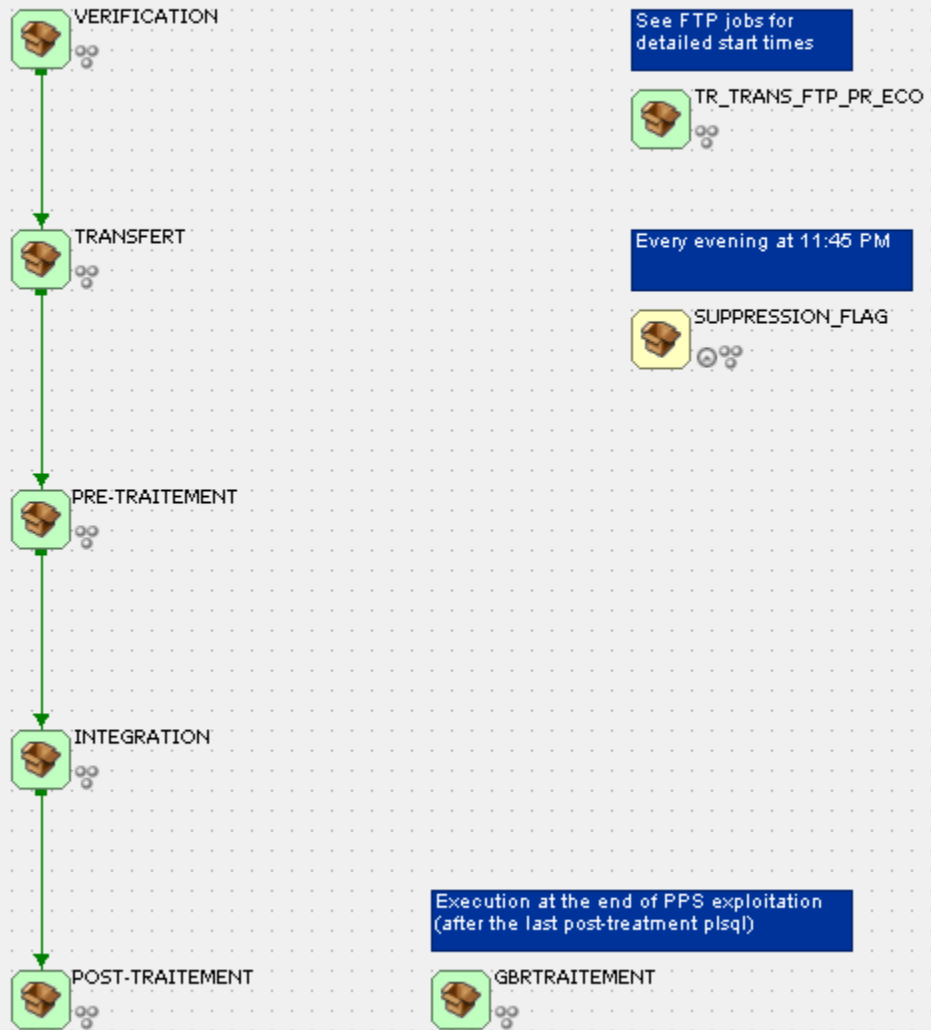 VERIFICATION
See FTP jobs for
detailed start times
TR_TRANS_FTP_PR_ECO
TRANSFERT
Every evening at 11:45 PM
SUPPRESSION_FLAG
PRE-TRAITEMENT
INTEGRATION
Execution at the end of PPS exploitation
(after the last post-treatment plsql)
POST-TRAITEMENT
GBRTRAITEMENT